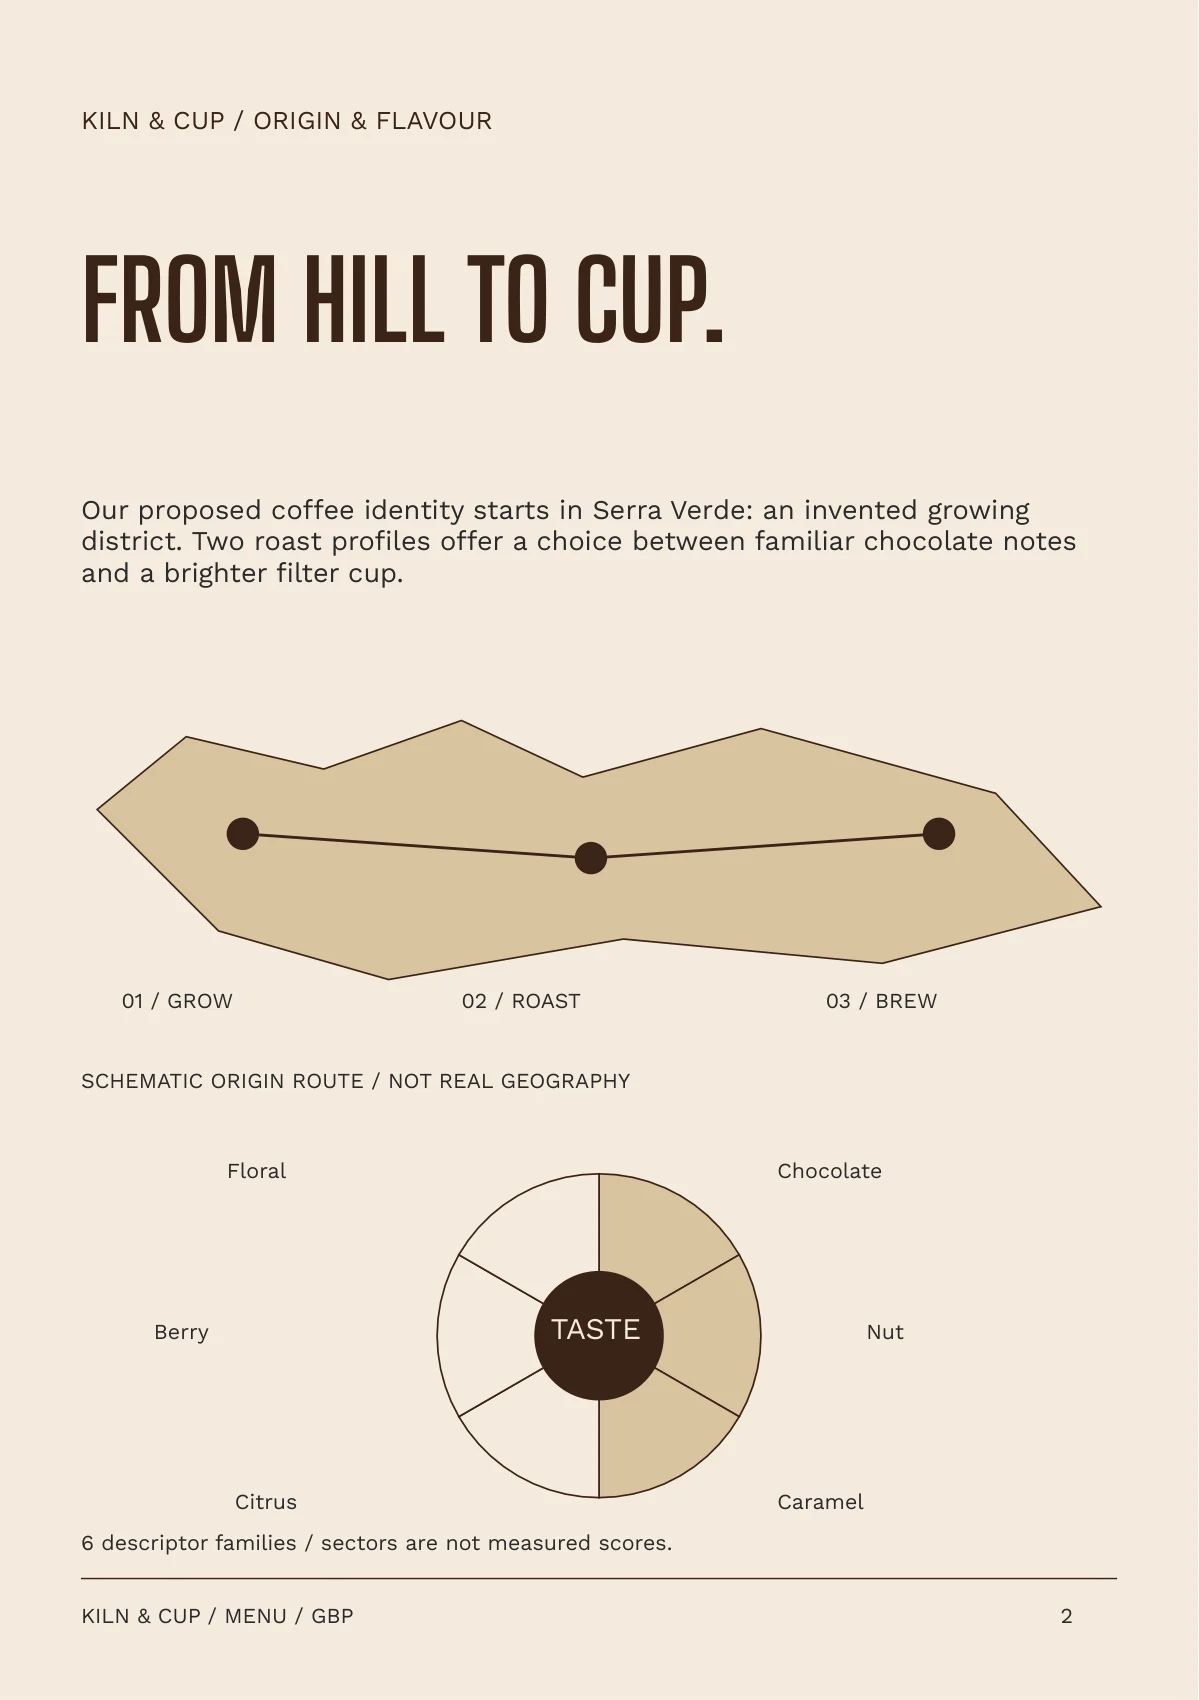 KILN & CUP / ORIGIN & FLAVOUR
FROM HILL TO CUP.
Our proposed coffee identity starts in Serra Verde: an invented growing
district. Two roast profiles offer a choice between familiar chocolate notes
and a brighter filter cup.
01 / GROW
02 / ROAST
03 / BREW
SCHEMATIC ORIGIN ROUTE / NOT REAL GEOGRAPHY
Floral
Chocolate
Berry
TASTE
Nut
Citrus
Caramel
6 descriptor families / sectors are not measured scores.
KILN & CUP / MENU / GBP
2